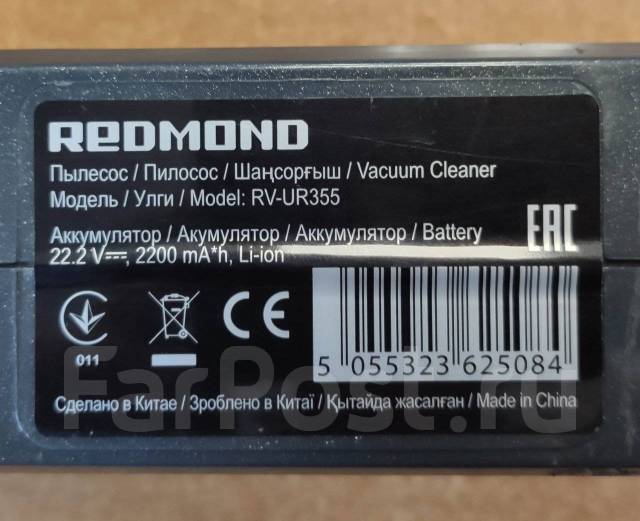 REDMOND
Пылесос / Пилосос / Шаңсорғыш / Vacuum Cleaner
Модель / Улги / Model: RV-UR355
Аккумулятор / Акумулятор / Аккумулятор / Battery
22.2 V⎓, 2200 mA*h, Li-ion
EAC
011
CE
5 055323 625084
FarPost.ru
Сделано в Китае / Зроблено в Китаї / Қытайда жасалған / Made in China